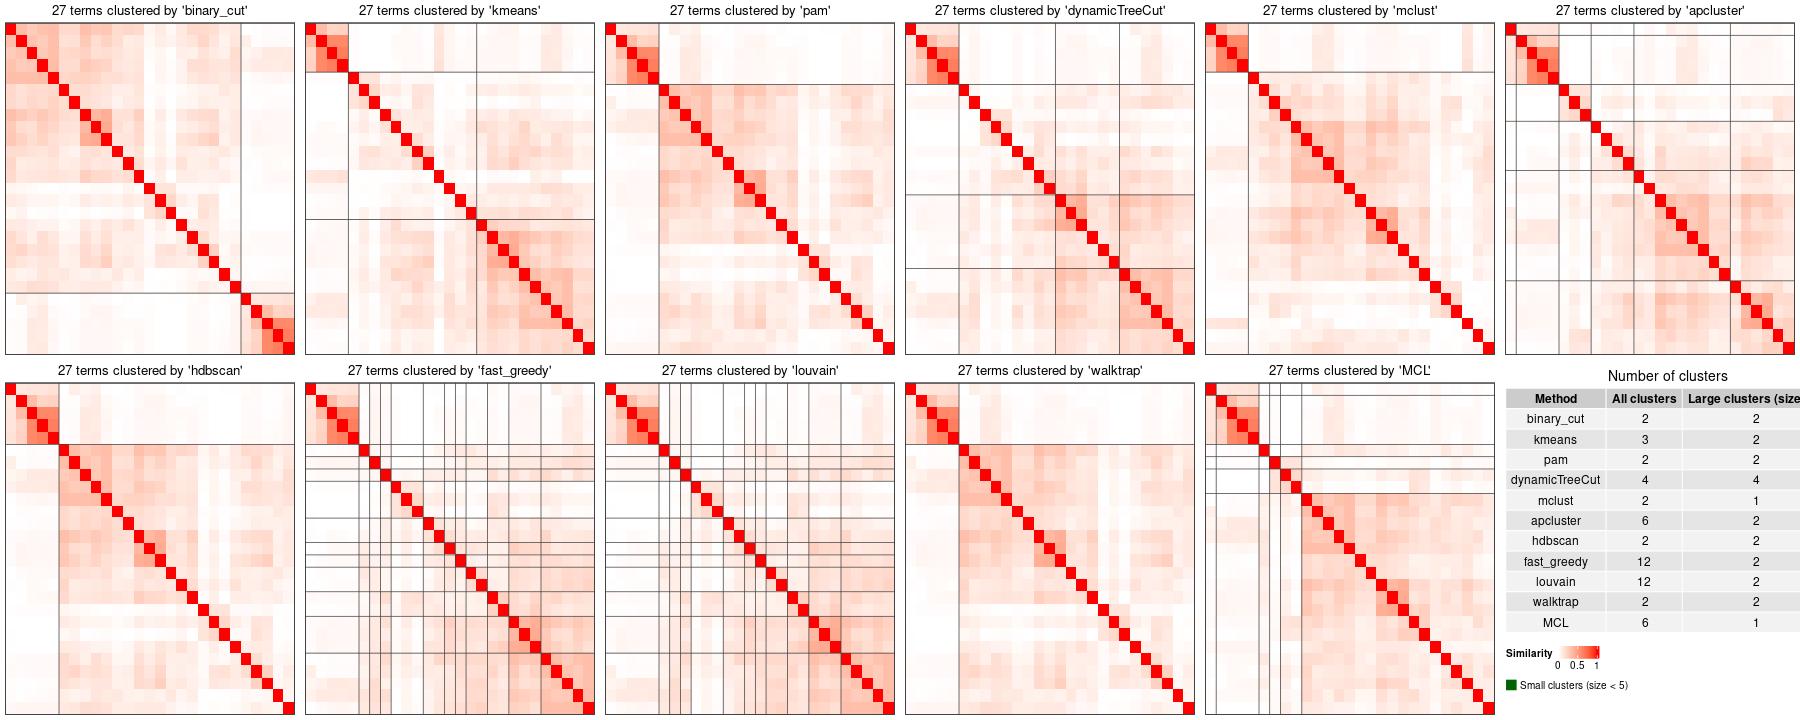 27 terms clustered by 'binary_cut'
27 terms clustered by 'kmeans'
27 terms clustered by 'pam'
27 terms clustered by 'dynamicTreeCut'
27 terms clustered by 'mclust'
27 terms clustered by 'apcluster'
27 terms clustered by 'hdbscan'
27 terms clustered by 'fast_greedy'
27 terms clustered by 'louvain'
27 terms clustered by 'walktrap'
27 terms clustered by 'MCL'
Number of clusters
Method All clusters Large clusters (size
binary_cut 2 2
kmeans 3 2
pam 2 2
dynamicTreeCut 4 4
mclust 2 1
apcluster 6 2
hdbscan 2 2
fast_greedy 12 2
louvain 12 2
walktrap 2 2
MCL 6 1
Similarity
0 0.5 1
Small clusters (size < 5)